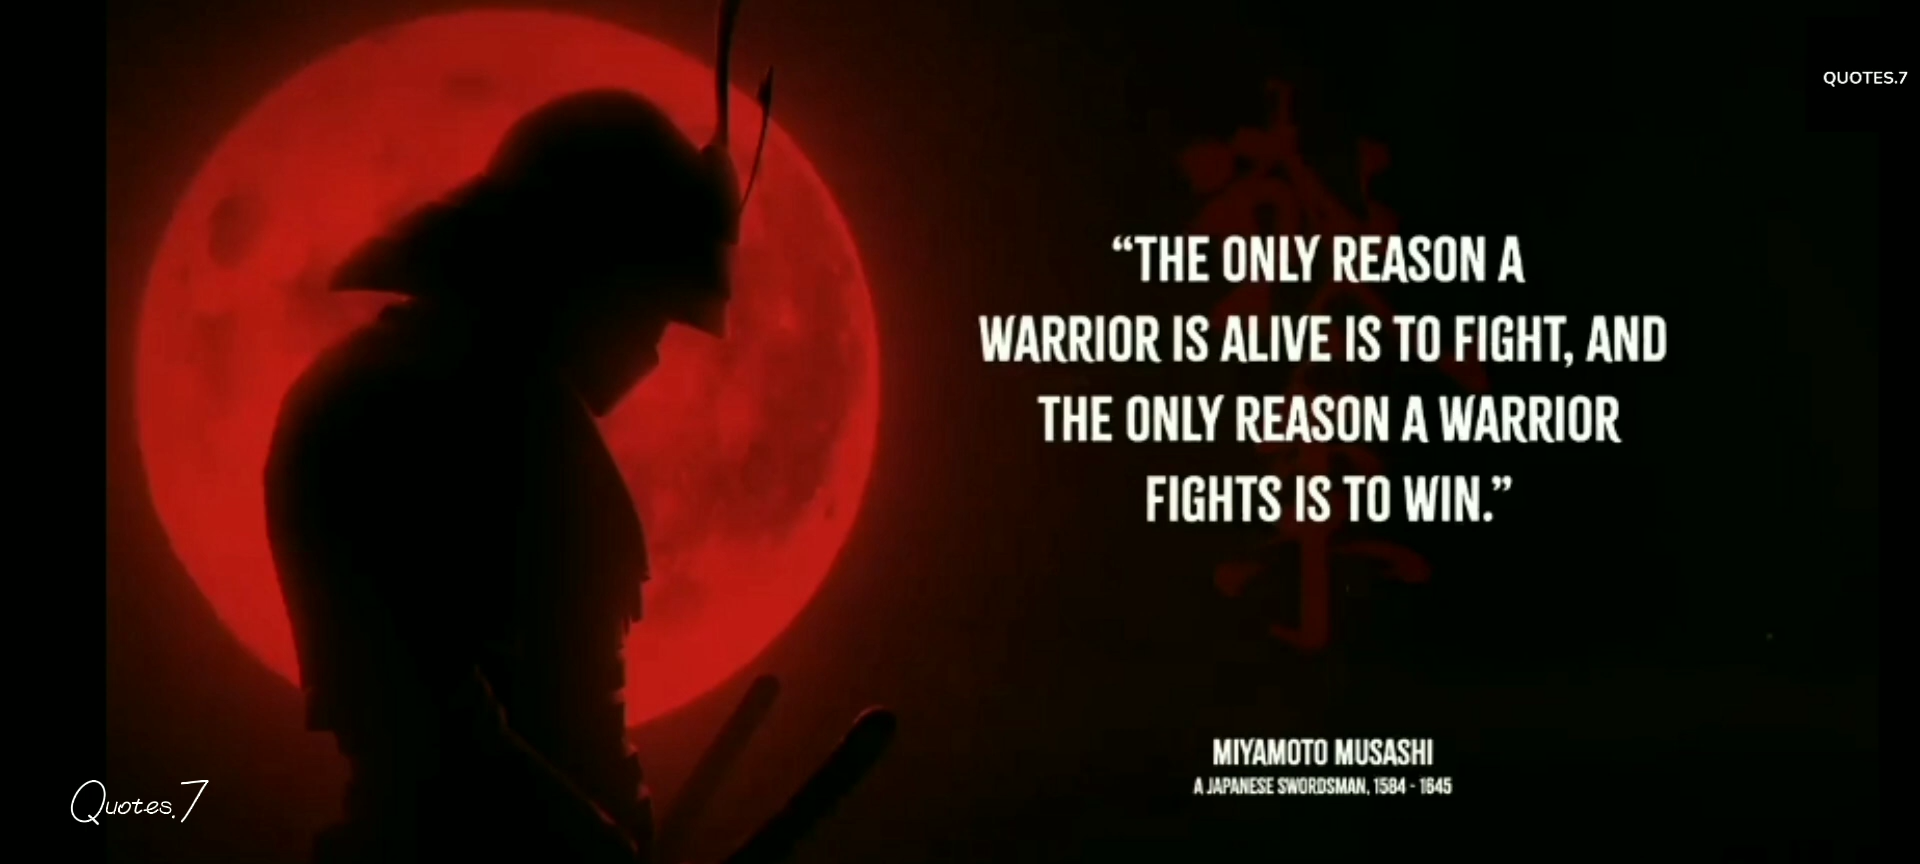 QUOTES.7
“THE ONLY REASON A
WARRIOR IS ALIVE IS TO FIGHT, AND
THE ONLY REASON A WARRIOR
FIGHTS IS TO WIN.”
MIYAMOTO MUSASHI
A JAPANESE SWORDSMAN, 1584 - 1645
Quotes.7